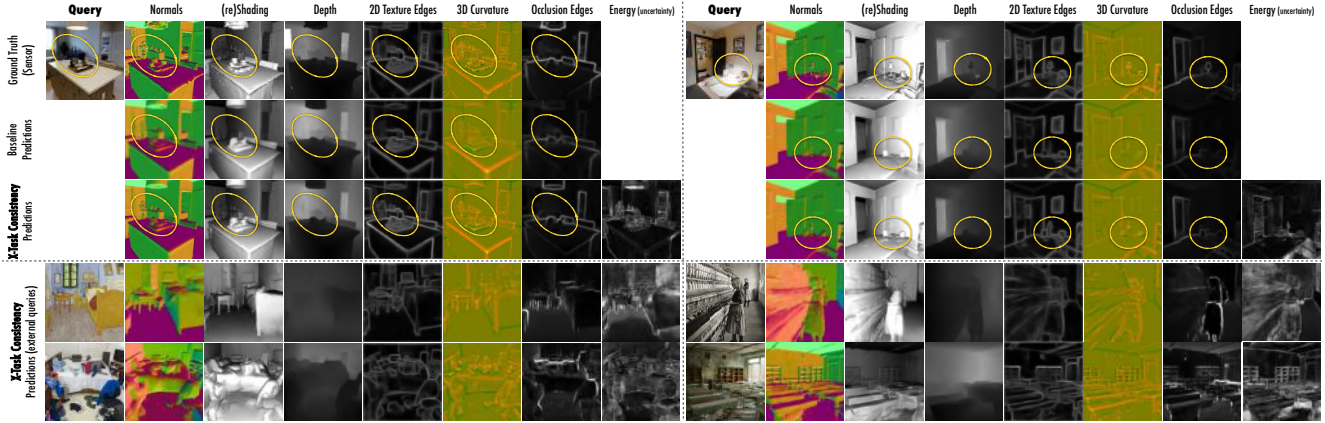 Query Normals (re)Shading Depth 2D Texture Edges 3D Curvature Occlusion Edges Energy (uncertainty)
Query Normals (re)Shading Depth 2D Texture Edges 3D Curvature Occlusion Edges Energy (uncertainty)
Ground Truth
(Sensor)
Baseline
Predictions
X-Task Consistency
Predictions
X-Task Consistency
Predictions (external queries)